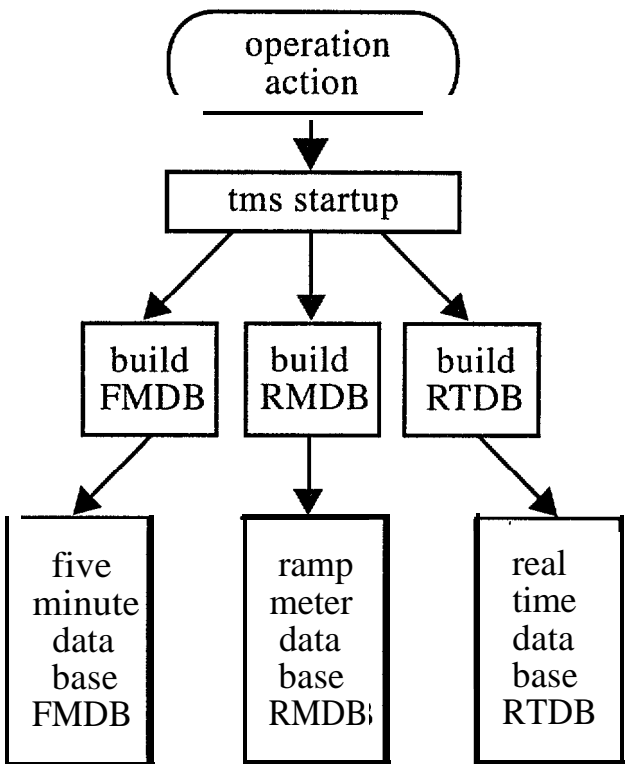 operation
action
tms startup
build
FMDB
build
RMDB
build
RTDB
five
minute
data
base
FMDB
ramp
meter
data
base
RMDB
real
time
data
base
RTDB